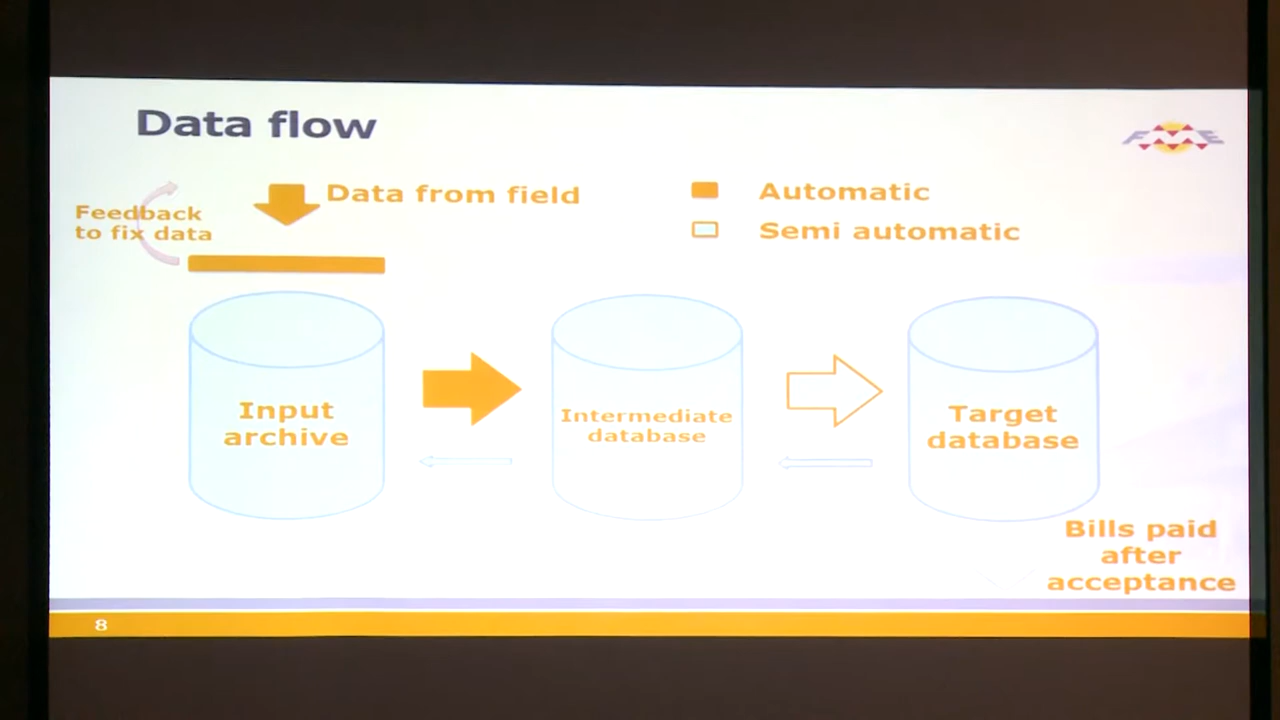 Data flow
FME
Data from field
Automatic
Feedback
to fix data
Semi automatic
Input
archive
Intermediate
database
Target
database
Bills paid
after
acceptance
8